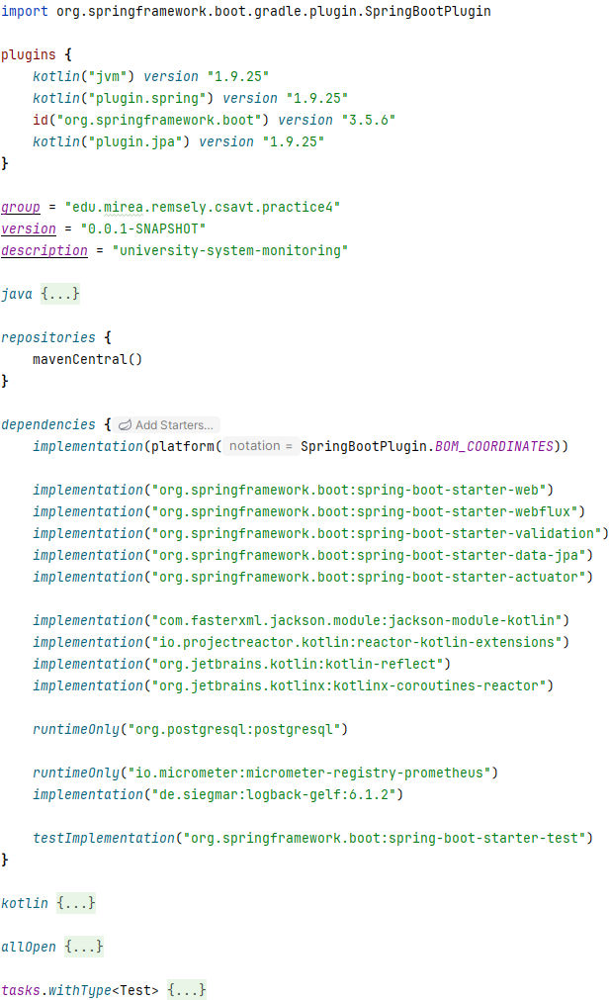 import org.springframework.boot.gradle.plugin.SpringBootPlugin
plugins {
    kotlin("jvm") version "1.9.25"
    kotlin("plugin.spring") version "1.9.25"
    id("org.springframework.boot") version "3.5.6"
    kotlin("plugin.jpa") version "1.9.25"
}
group = "edu.mirea.remsely.csavt.practice4"
version = "0.0.1-SNAPSHOT"
description = "university-system-monitoring"
java {...}
repositories {
    mavenCentral()
}
dependencies { Add Starters...
    implementation(platform( notation = SpringBootPlugin.BOM_COORDINATES))
    implementation("org.springframework.boot:spring-boot-starter-web")
    implementation("org.springframework.boot:spring-boot-starter-webflux")
    implementation("org.springframework.boot:spring-boot-starter-validation")
    implementation("org.springframework.boot:spring-boot-starter-data-jpa")
    implementation("org.springframework.boot:spring-boot-starter-actuator")
    implementation("com.fasterxml.jackson.module:jackson-module-kotlin")
    implementation("io.projectreactor.kotlin:reactor-kotlin-extensions")
    implementation("org.jetbrains.kotlin:kotlin-reflect")
    implementation("org.jetbrains.kotlinx:kotlinx-coroutines-reactor")
    runtimeOnly("org.postgresql:postgresql")
    runtimeOnly("io.micrometer:micrometer-registry-prometheus")
    implementation("de.siegmar:logback-gelf:6.1.2")
    testImplementation("org.springframework.boot:spring-boot-starter-test")
}
kotlin {...}
allOpen {...}
tasks.withType<Test> {...}